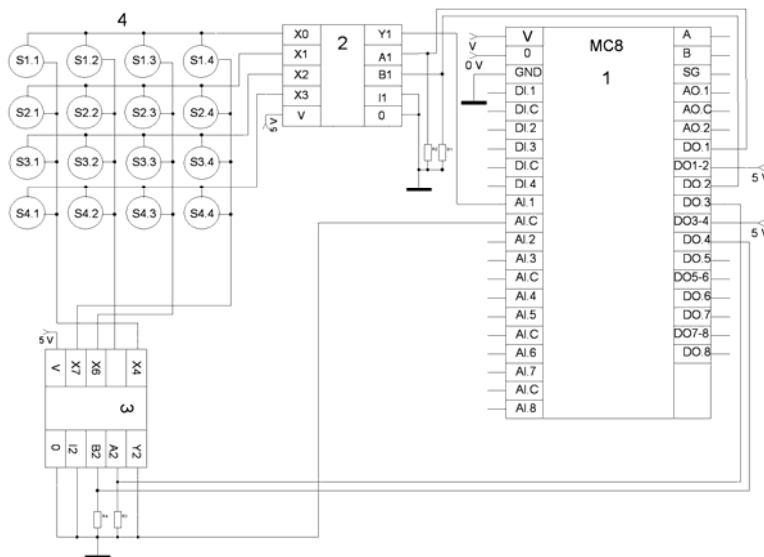 4
S1.1 S1.2 S1.3 S1.4
S2.1 S2.2 S2.3 S2.4
S3.1 S3.2 S3.3 S3.4
S4.1 S4.2 S4.3 S4.4
X0 Y1
X1 A1
X2 B1
X3 I1
V 0
2
5 V
V
0 V
MC8
1
V
0
GND
DI.1
DI.C
DI.2
DI.3
DI.C
DI.4
AI.1
AI.C
AI.2
AI.3
AI.C
AI.4
AI.5
AI.C
AI.6
AI.7
AI.C
AI.8
A
B
SG
AO.1
AO.C
AO.2
DO.1
DO1-2
DO.2
DO.3
DO3-4
DO.4
DO.5
DO5-6
DO.6
DO.7
DO7-8
DO.8
5 V
5 V
5 V
V X7 X6 X4
3
0 I2 B2 A2 Y2